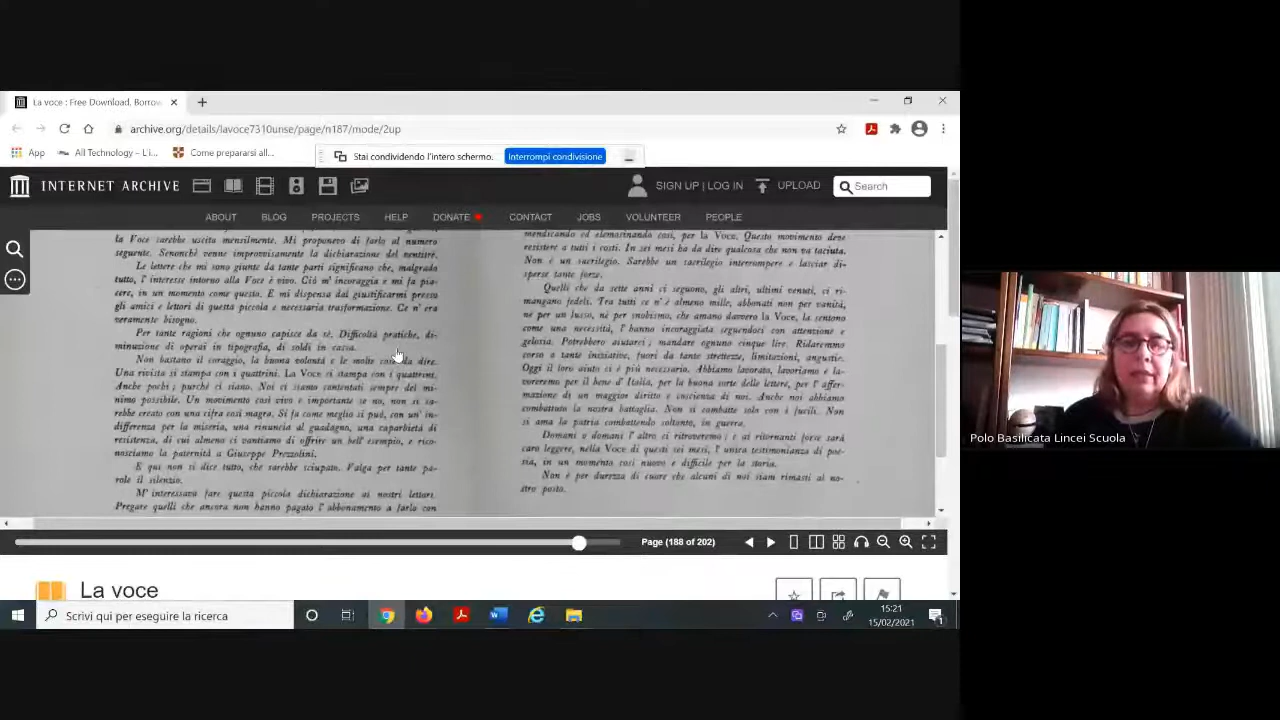 La voce : Free Download, Borrow
archive.org/details/lavoce7310unse/page/n187/mode/2up
App
All Technology – L'i...
Come prepararsi all...
Stai condividendo l'intero schermo.
Interrompi condivisione
INTERNET ARCHIVE
SIGN UP | LOG IN
UPLOAD
Search
ABOUT
BLOG
PROJECTS
HELP
DONATE
CONTACT
JOBS
VOLUNTEER
PEOPLE
la Voce sarebbe uscita mensilmente. Mi proponevo di farlo al numero
seguente. Senonchè venne improvvisamente la dichiarazione del ventitrè.
Le lettere che mi sono giunte da tante parti significano che, malgrado
tutto, l'interesse intorno alla Voce è vivo. Ciò m'incoraggia e mi fa pia-
cere, in un momento come questo. E mi dispensa dal giustificarmi presso
gli amici e lettori di questa piccola e necessaria trasformazione. Ce n'era
veramente bisogno.
Per tante ragioni che ognuno capisce da sè. Difficoltà pratiche, di-
minuzione di operai in tipografia, di soldi in cassa.
Non bastano il coraggio, la buona volontà e le molte cose da dire.
Una rivista si stampa con i quattrini. La Voce si stampa con i quattrini.
Anche pochi; purchè ci siano. Noi ci siamo cantentati sempre del mi-
nimo possibile. Un movimento così vivo e importante se no, non si sa-
rebbe creato con una cifra così magra. Si fa come meglio si può, con un'in-
differenza per la miseria, una rinuncia al guadagno, una caparbietà di
resistenza, di cui almeno ci vantiamo di offrire un bell'esempio, e rico-
nosciamo la paternità a Giuseppe Prezzolini.
E qui non si dice tutto, che sarebbe sciupato. Valga per tante pa-
role il silenzio.
M'interessava fare questa piccola dichiarazione ai nostri lettori.
Pregare quelli che ancora non hanno pagato l'abbonamento a farlo con
mendicando ed elemosinando così, per la Voce. Questo movimento deve
resistere a tutti i costi. In sei mesi ha da dire qualcosa che non va taciuta.
Non è un sacrilegio. Sarebbe un sacrilegio interrompere e lasciar di-
sperse tante forze.
Quelli che da sette anni ci seguono, gli altri, ultimi venuti, ci ri-
mangano fedeli. Tra tutti ce n'è almeno mille, abbonati non per vanità,
nè per un lusso, nè per snobismo, che amano davvero la Voce, la sentono
come una necessità, l'hanno incoraggiata seguendoci con attenzione e
gelosia. Potrebbero aiutarci; mandare ognuno cinque lire. Ridaremmo
corso a tante iniziative, fuori da tante strettezze, limitazioni, angustie.
Oggi il loro aiuto ci è più necessario. Abbiamo lavorato, lavoriamo e la-
voreremo per il bene d'Italia, per la buona sorte delle lettere, per l'affer-
mazione di un maggior diritto e coscienza di noi. Anche noi abbiamo
combattuto la nostra battaglia. Non si combatte solo con i fucili. Non
si ama la patria combattendo soltanto, in guerra.
Domani o domani l'altro ci ritroveremo; e ai ritornanti forse sarà
caro leggere, nella Voce di questi sei mesi, l'unica testimonianza di poe-
sia, in un momento così nuovo e difficile per la storia.
Non è per durezza di cuore che alcuni di noi siam rimasti al no-
stro posto.
Page (188 of 202)
La voce
Scrivi qui per eseguire la ricerca
15:21
15/02/2021
Polo Basilicata Lincei Scuola